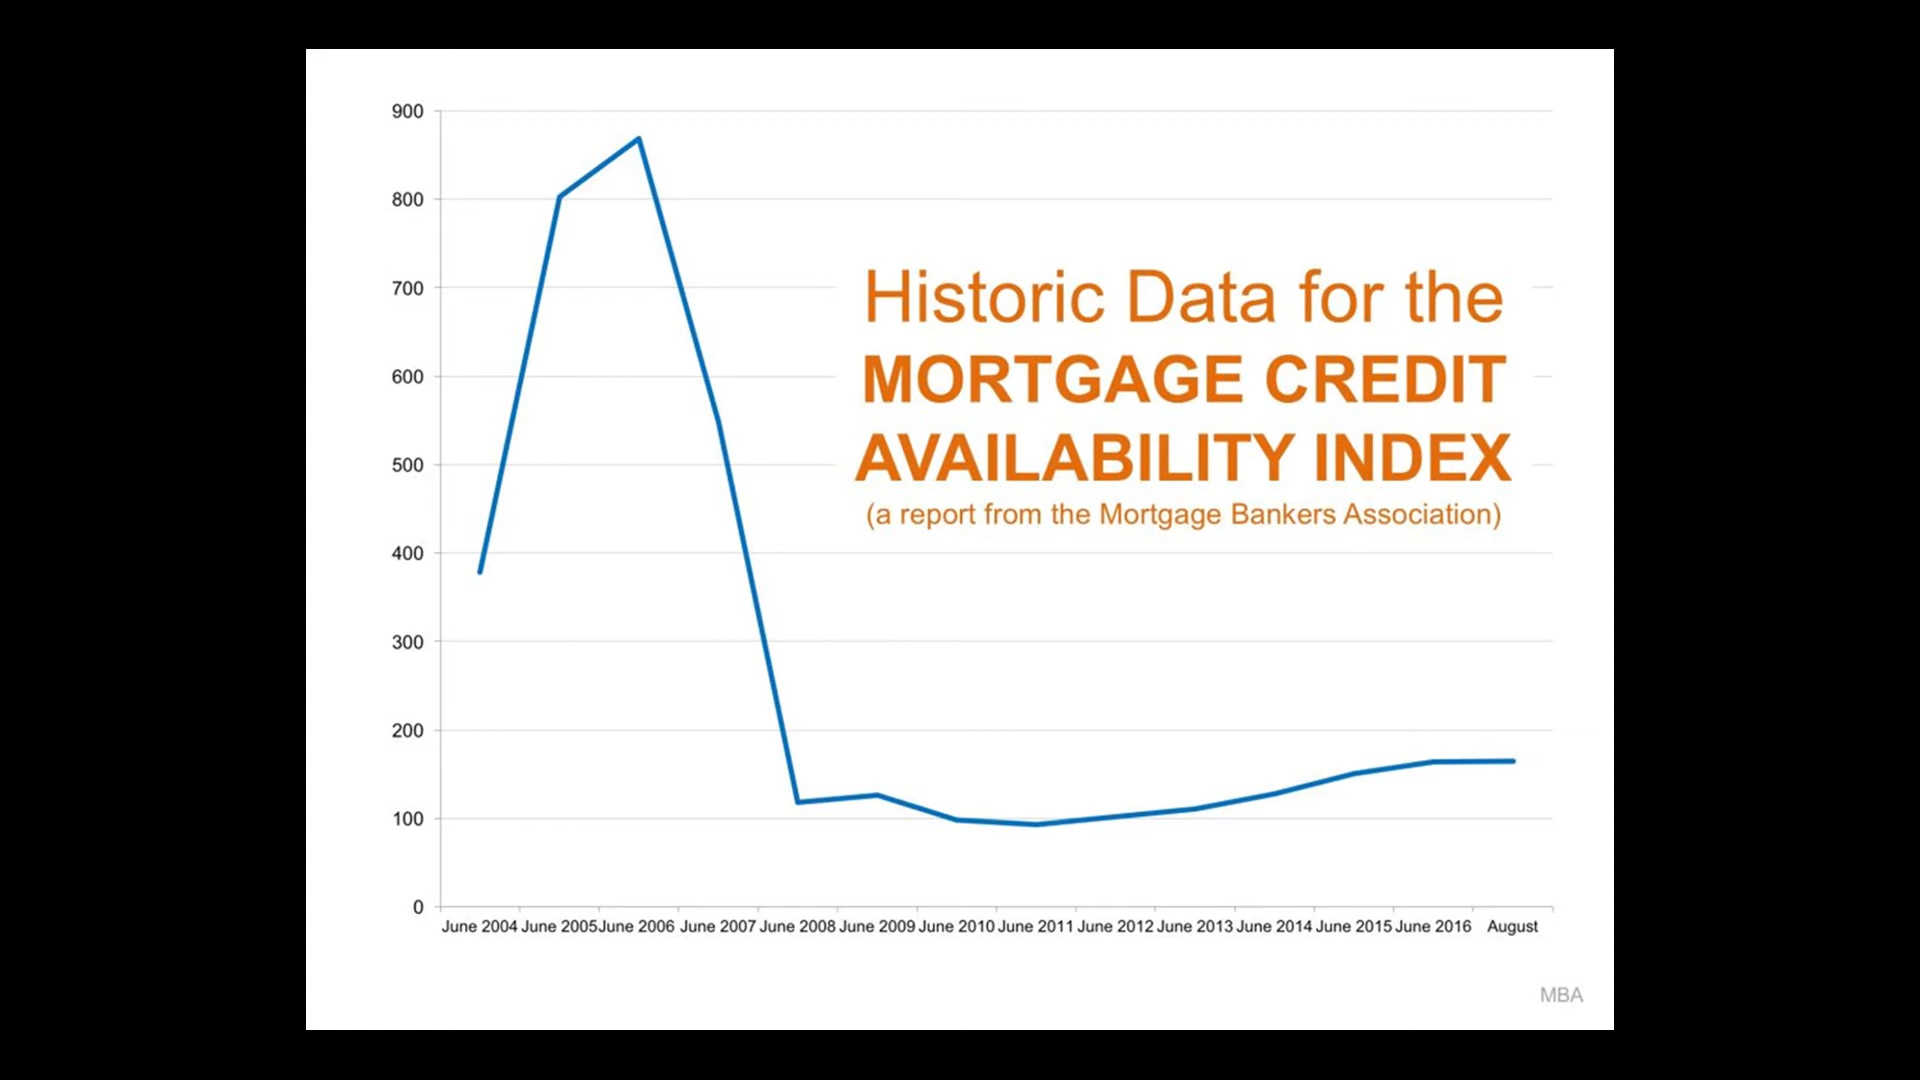 900
800
700
600
500
400
300
200
100
0
Historic Data for the
MORTGAGE CREDIT
AVAILABILITY INDEX
(a report from the Mortgage Bankers Association)
June 2004 June 2005 June 2006 June 2007 June 2008 June 2009 June 2010 June 2011 June 2012 June 2013 June 2014 June 2015 June 2016 August
MBA